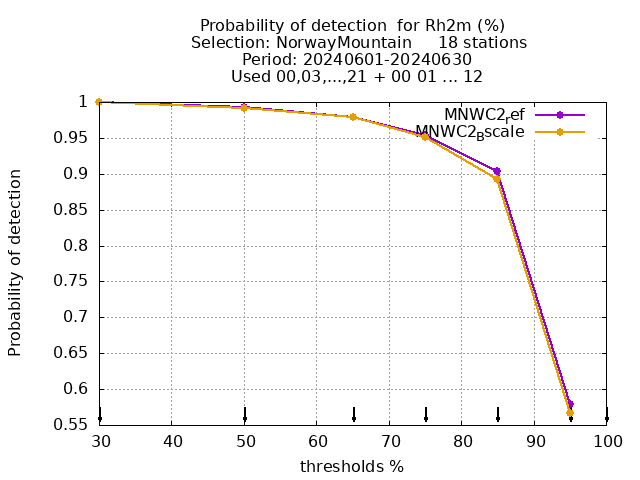 Probability of detection  for Rh2m (%)
Selection: NorwayMountain     18 stations
Period: 20240601-20240630
Used 00,03,...,21 + 00 01 ... 12
MNWC2ref
MNWC2Bscale
1
0.95
0.9
0.85
0.8
0.75
0.7
0.65
0.6
0.55
30 40 50 60 70 80 90 100
Probability of detection
thresholds %